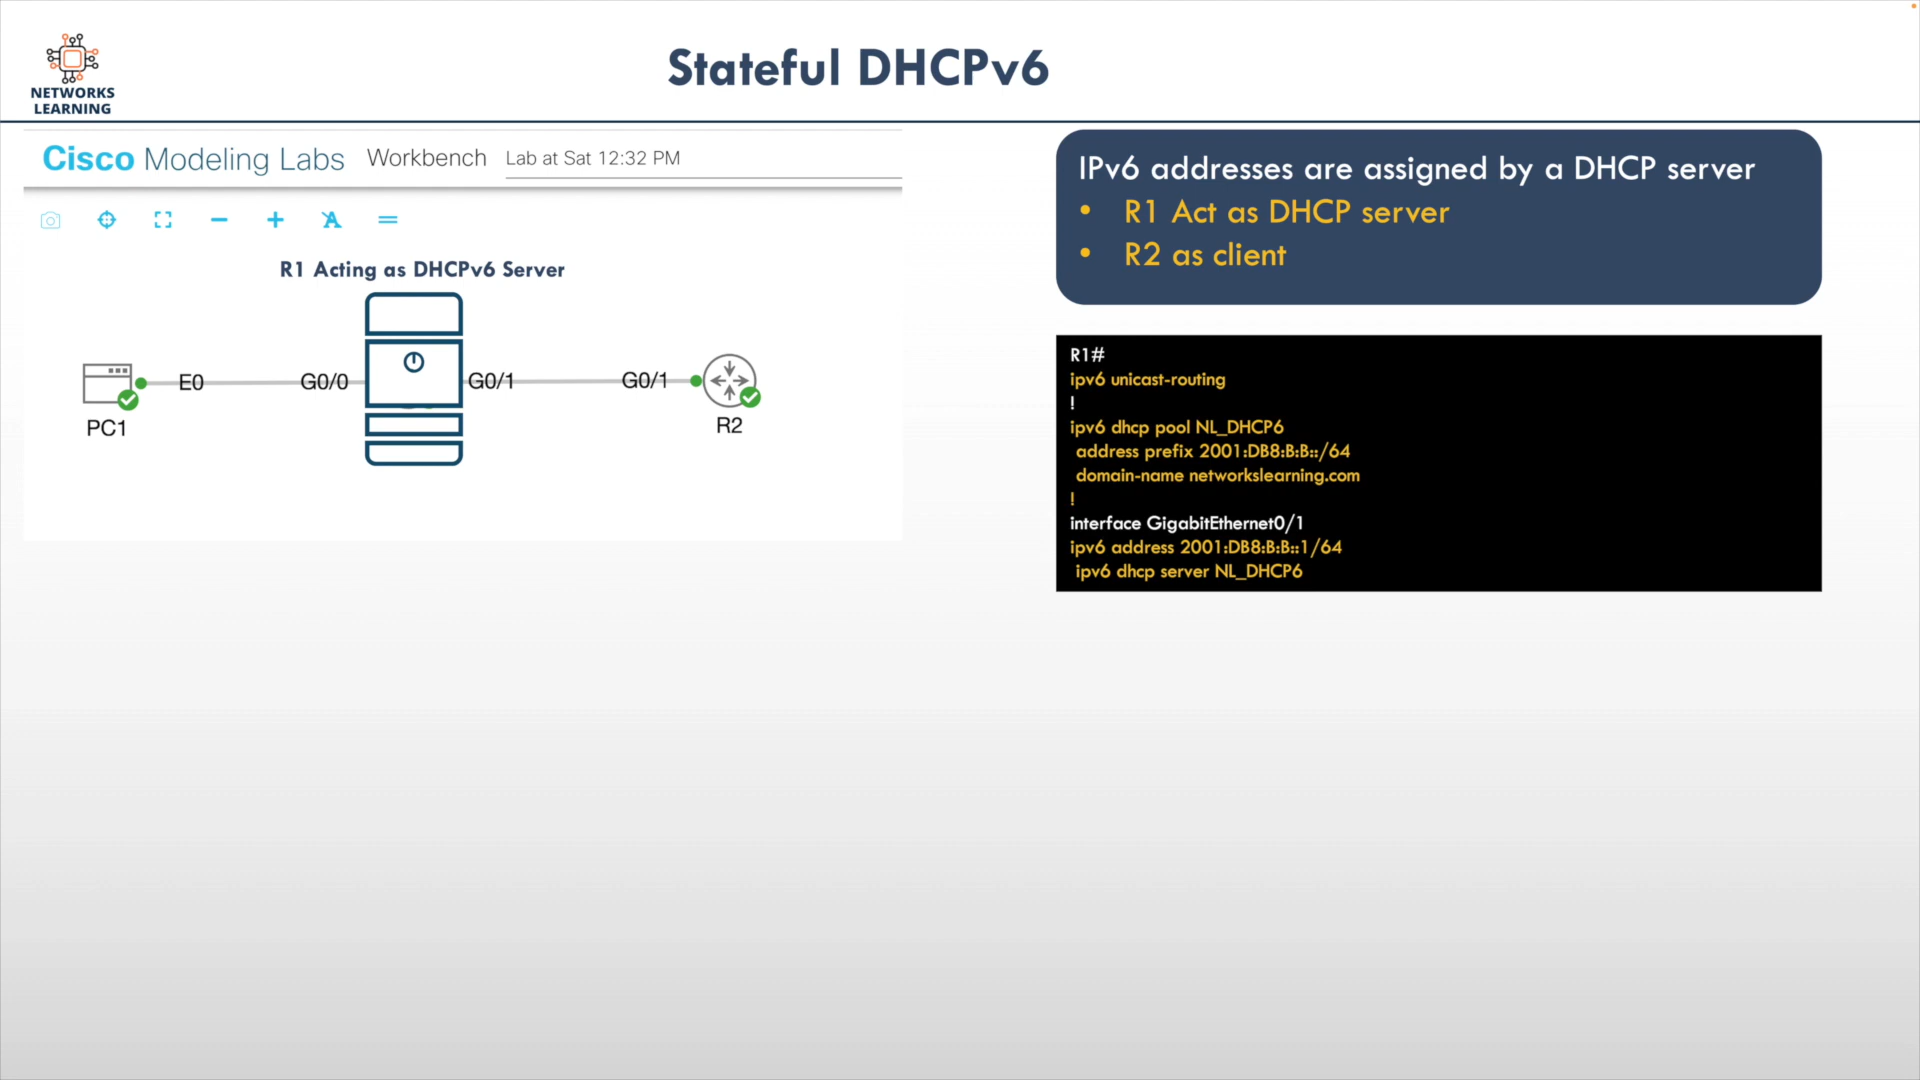 Stateful DHCPv6
NETWORKS
LEARNING
Cisco Modeling Labs Workbench Lab at Sat 12:32 PM
R1 Acting as DHCPv6 Server
E0
G0/0
G0/1
G0/1
PC1
R2
IPv6 addresses are assigned by a DHCP server
• R1 Act as DHCP server
• R2 as client
R1#
ipv6 unicast-routing
!
ipv6 dhcp pool NL_DHCP6
address prefix 2001:DB8:B:B::/64
domain-name networkslearning.com
!
interface GigabitEthernet0/1
ipv6 address 2001:DB8:B:B::1/64
ipv6 dhcp server NL_DHCP6